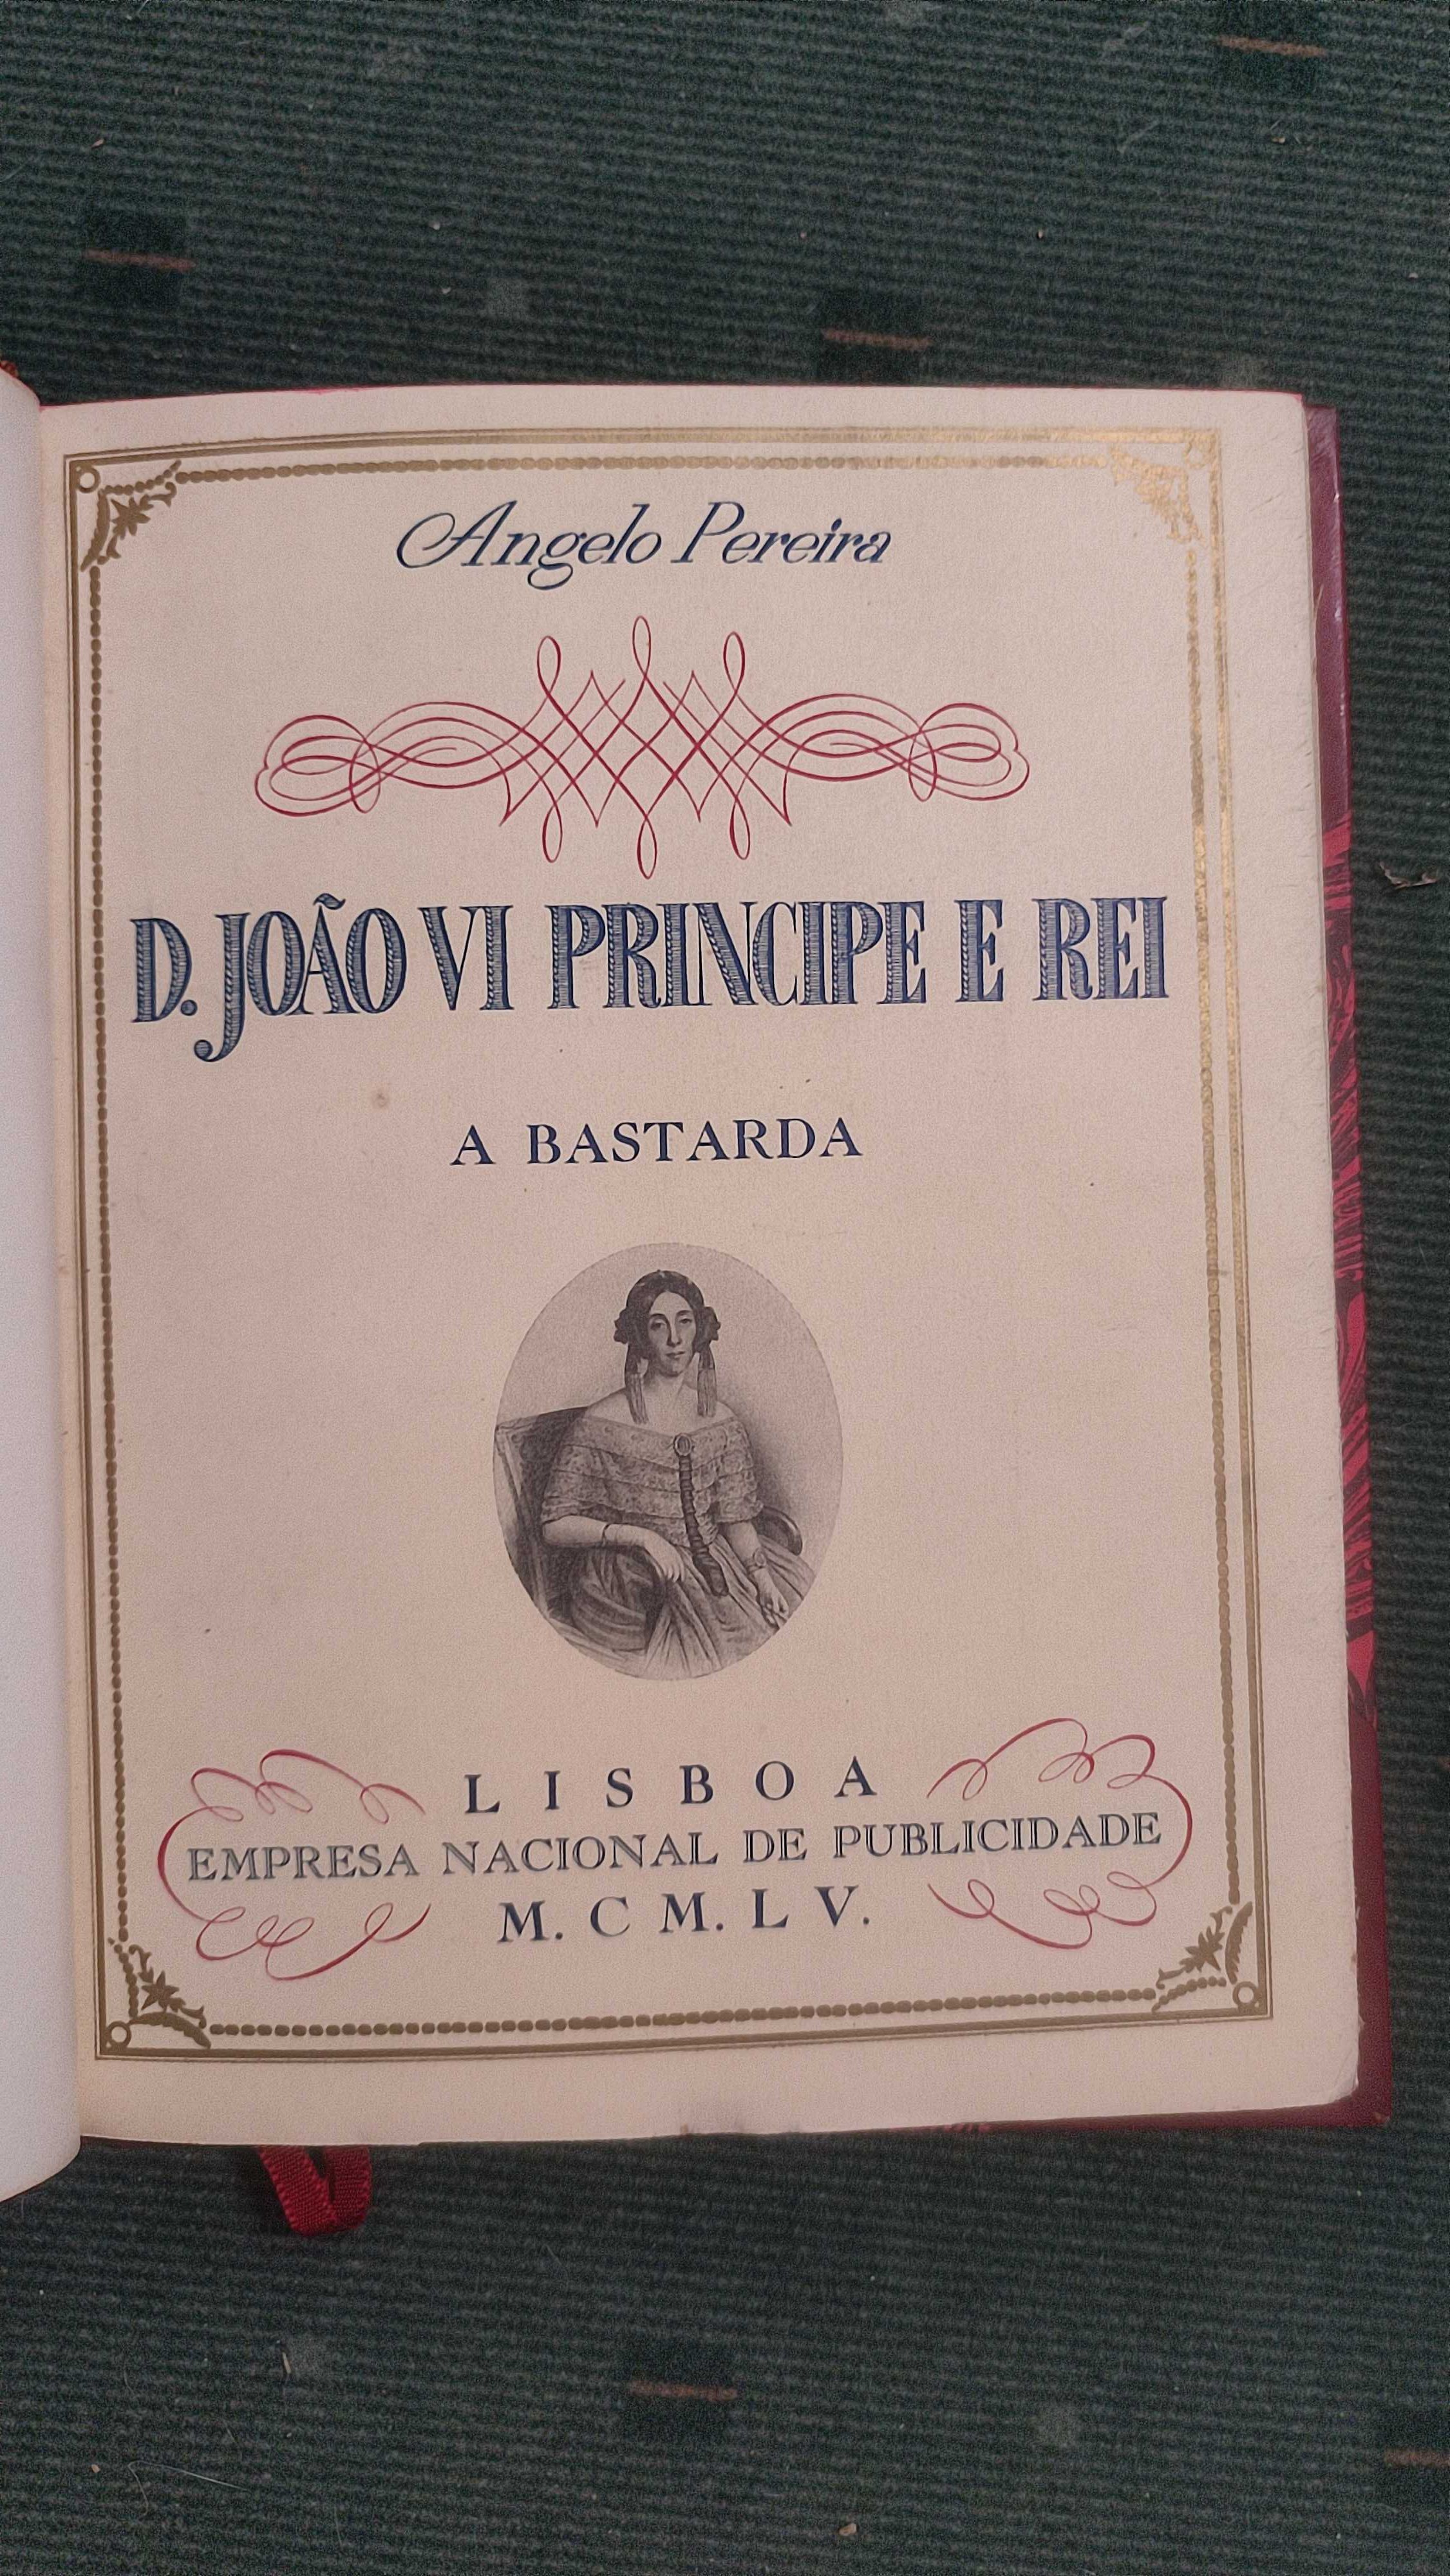 Angelo Pereira
D. JOÃO VI PRINCIPE E REI
A BASTARDA
LISBOA
EMPRESA NACIONAL DE PUBLICIDADE
M. C M. L V.